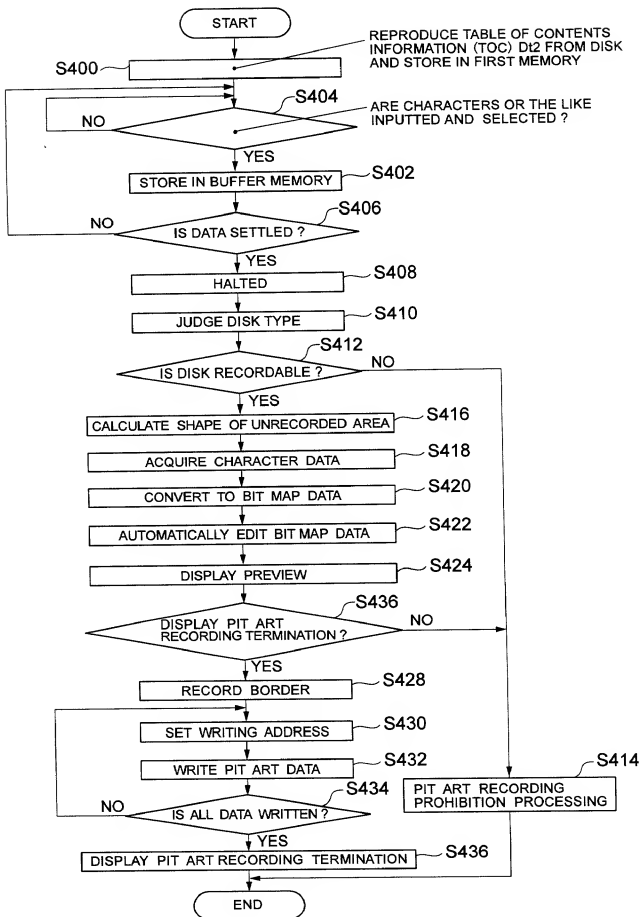 START
REPRODUCE TABLE OF CONTENTS
INFORMATION (TOC) Dt2 FROM DISK
AND STORE IN FIRST MEMORY
S400
S404
ARE CHARACTERS OR THE LIKE
INPUTTED AND SELECTED ?
NO
YES
STORE IN BUFFER MEMORY
S402
S406
NO
IS DATA SETTLED ?
YES
HALTED
S408
JUDGE DISK TYPE
S410
S412
NO
IS DISK RECORDABLE ?
YES
CALCULATE SHAPE OF UNRECORDED AREA
S416
ACQUIRE CHARACTER DATA
S418
CONVERT TO BIT MAP DATA
S420
AUTOMATICALLY EDIT BIT MAP DATA
S422
DISPLAY PREVIEW
S424
S436
DISPLAY PIT ART
RECORDING TERMINATION ?
NO
YES
RECORD BORDER
S428
SET WRITING ADDRESS
S430
WRITE PIT ART DATA
S432
S434
NO
IS ALL DATA WRITTEN ?
YES
S414
PIT ART RECORDING
PROHIBITION PROCESSING
DISPLAY PIT ART RECORDING TERMINATION
S436
END